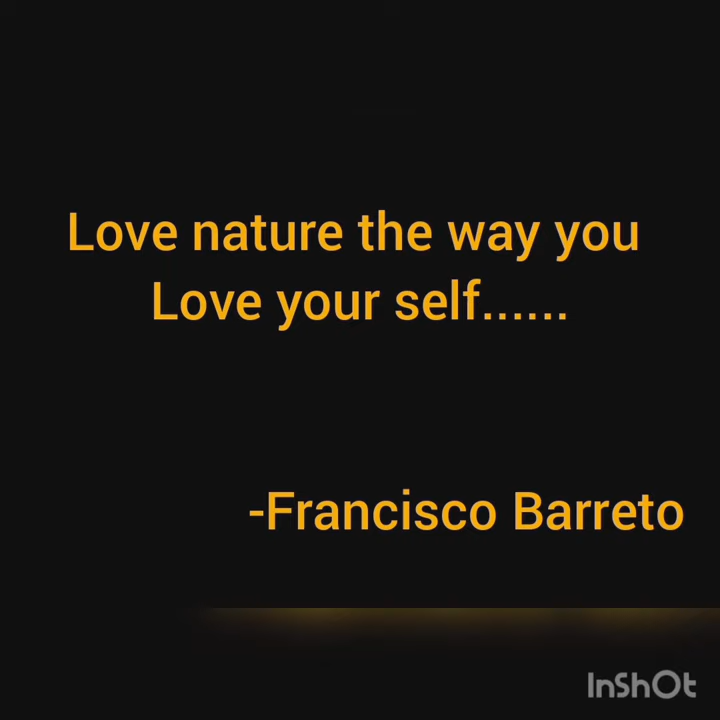 Love nature the way you
Love your self......
-Francisco Barreto
InShOt